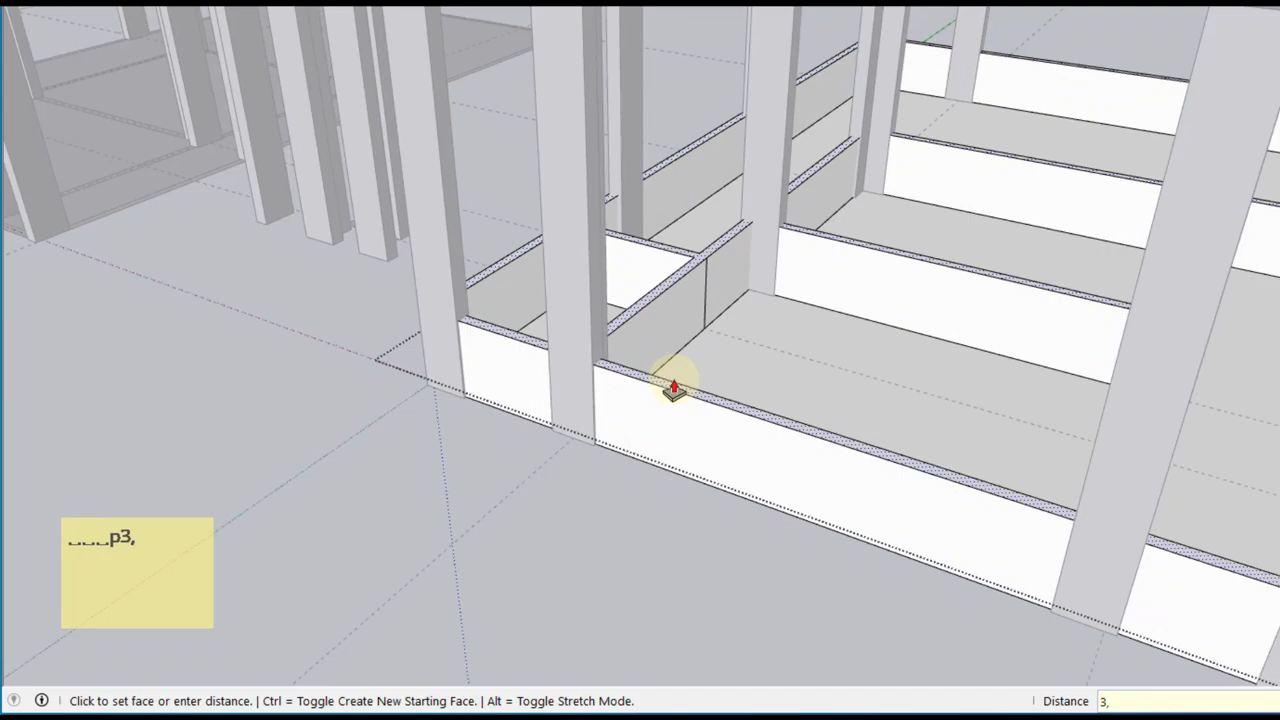 ␣␣␣p3,
Click to set face or enter distance. | Ctrl = Toggle Create New Starting Face. | Alt = Toggle Stretch Mode.
Distance 3,